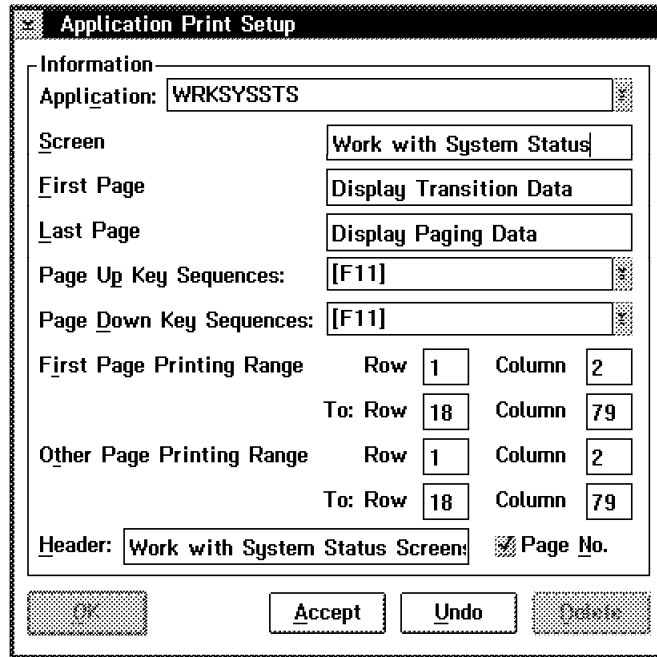 Application Print Setup
Information
Application: WRKSYSSTS
Screen Work with System Status
First Page Display Transition Data
Last Page Display Paging Data
Page Up Key Sequences: [F11]
Page Down Key Sequences: [F11]
First Page Printing Range Row 1 Column 2
To: Row 18 Column 79
Other Page Printing Range Row 1 Column 2
To: Row 18 Column 79
Header: Work with System Status Screens Page No.
OK Accept Undo Delete